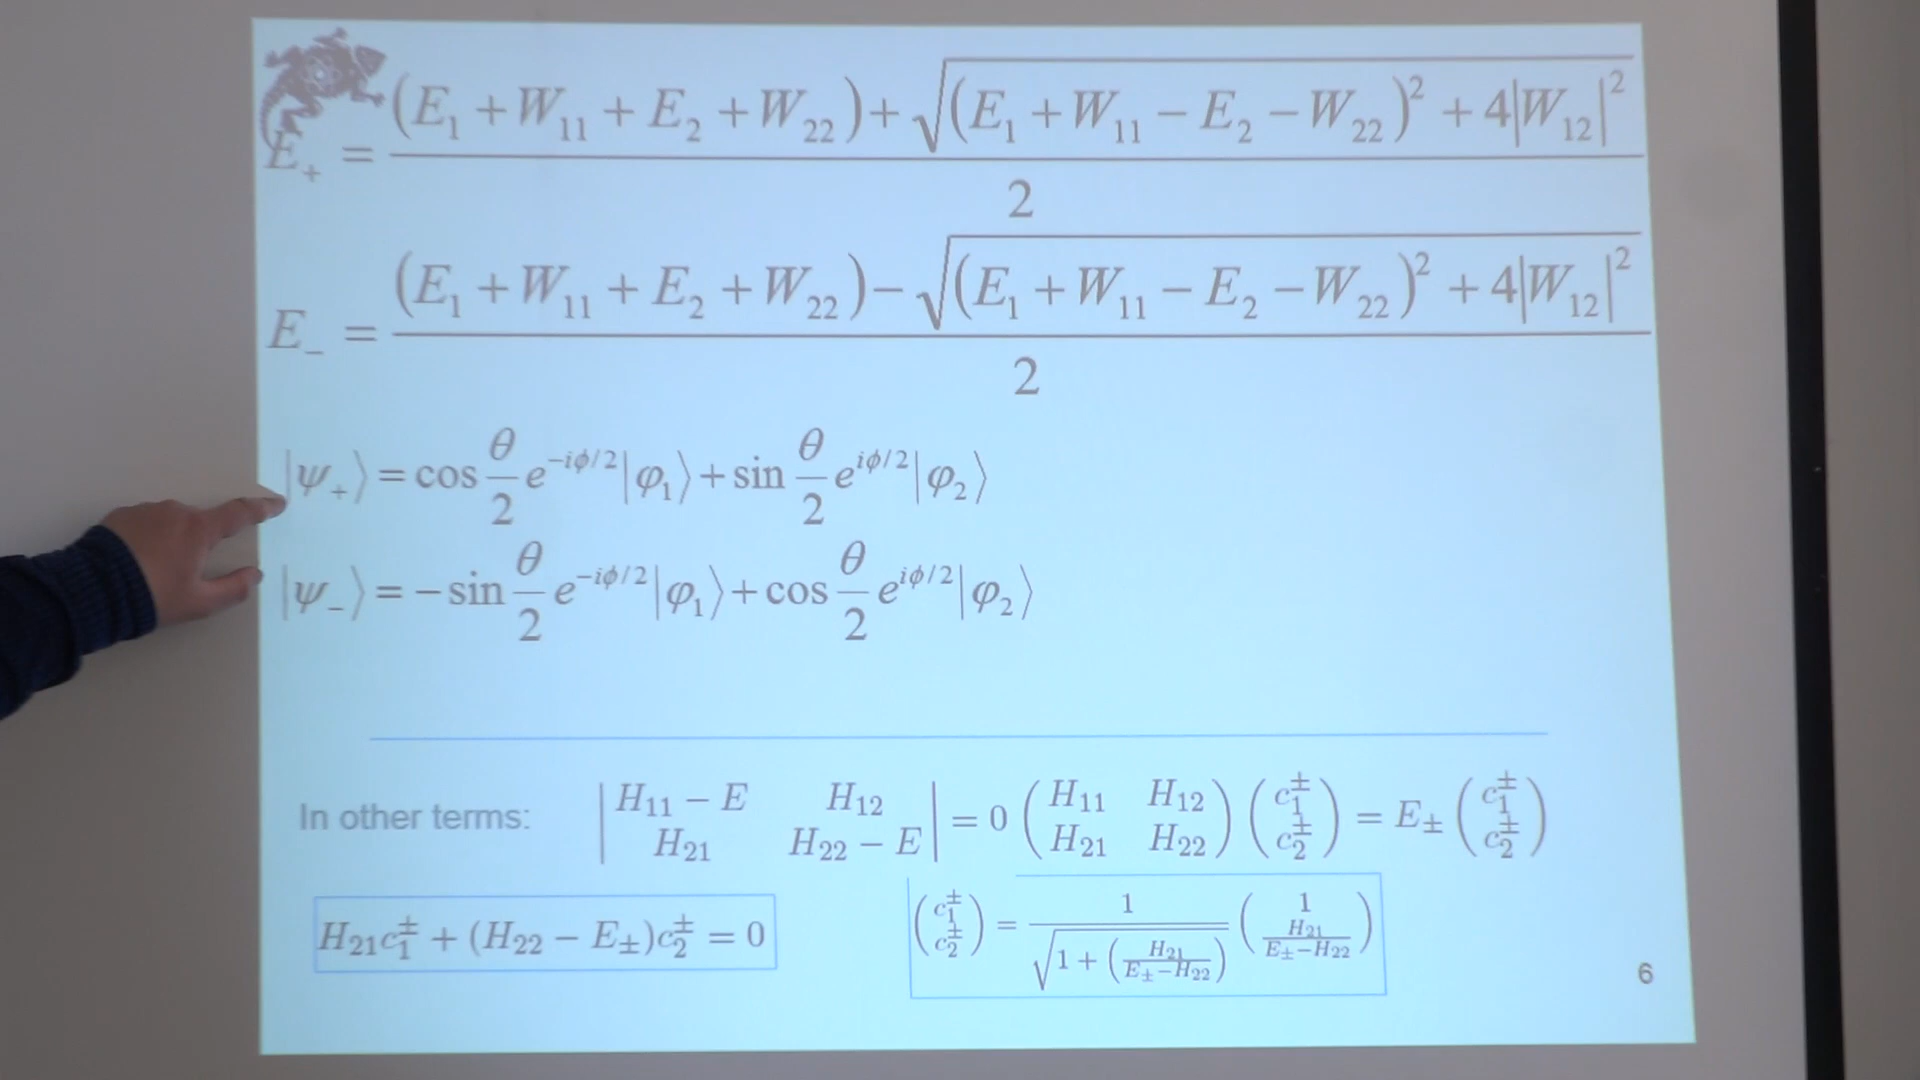 E₊ = ((E₁ + W₁₁ + E₂ + W₂₂) + √((E₁ + W₁₁ − E₂ − W₂₂)² + 4|W₁₂|²)) / 2
E₋ = ((E₁ + W₁₁ + E₂ + W₂₂) − √((E₁ + W₁₁ − E₂ − W₂₂)² + 4|W₁₂|²)) / 2
|ψ₊⟩ = cos θ/2 e^{−iϕ/2} |φ₁⟩ + sin θ/2 e^{iϕ/2} |φ₂⟩
|ψ₋⟩ = − sin θ/2 e^{−iϕ/2} |φ₁⟩ + cos θ/2 e^{iϕ/2} |φ₂⟩
In other terms: |H₁₁ − E  H₁₂; H₂₁  H₂₂ − E| = 0 (H₁₁  H₁₂; H₂₁  H₂₂) (c₁^±; c₂^±) = E± (c₁^±; c₂^±)
H₂₁c₁^± + (H₂₂ − E±)c₂^± = 0
(c₁^±; c₂^±) = 1/√(1 + (H₂₁/(E±−H₂₂))) (1; H₂₁/(E±−H₂₂))
6